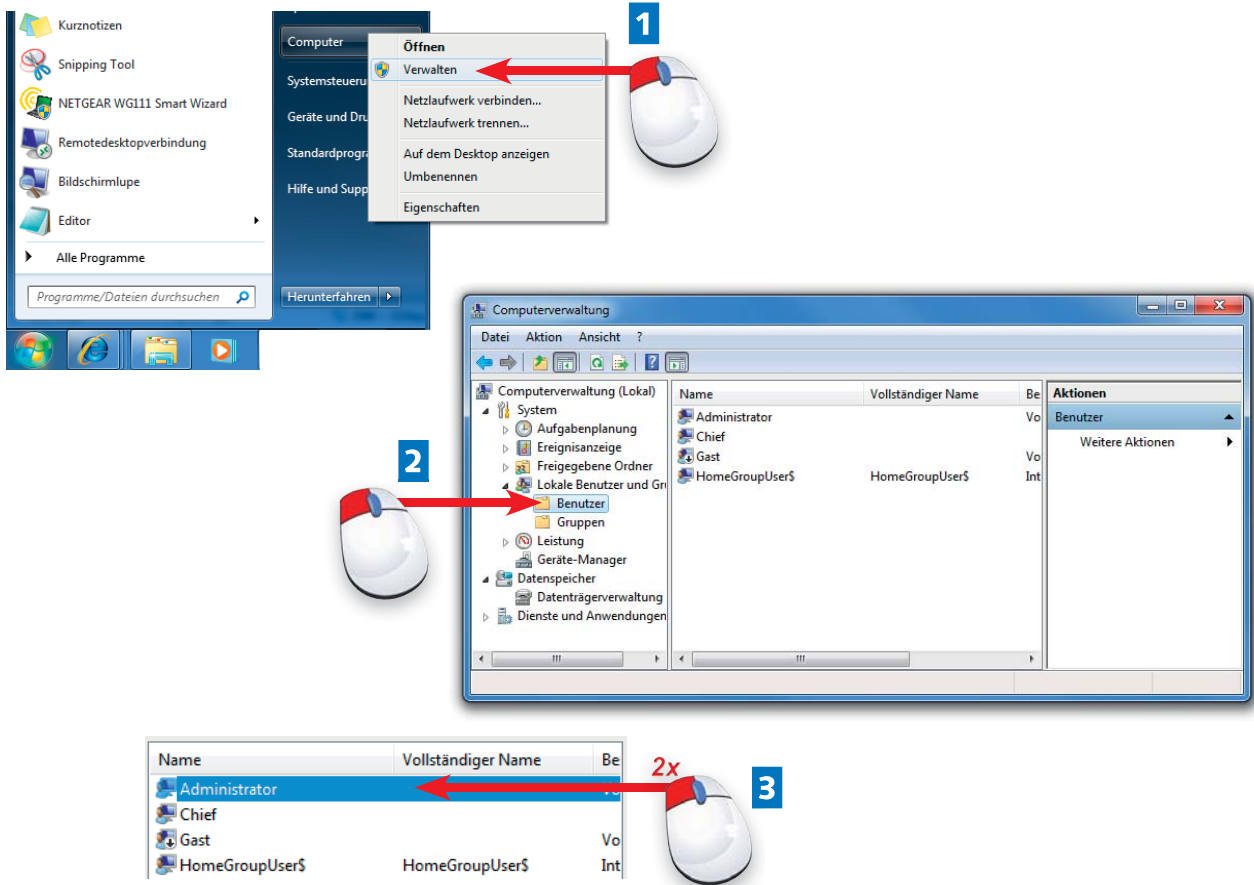 Kurznotizen
Snipping Tool
NETGEAR WG111 Smart Wizard
Remotedesktopverbindung
Bildschirmlupe
Editor
Alle Programme
Programme/Dateien durchsuchen
Computer
Systemsteueru
Geräte und Dru
Standardprogra
Hilfe und Supp
Herunterfahren
Öffnen
Verwalten
Netzlaufwerk verbinden...
Netzlaufwerk trennen...
Auf dem Desktop anzeigen
Umbenennen
Eigenschaften
1
Computerverwaltung
Datei Aktion Ansicht ?
Computerverwaltung (Lokal)
System
Aufgabenplanung
Ereignisanzeige
Freigegebene Ordner
Lokale Benutzer und Gru
Benutzer
Gruppen
Leistung
Geräte-Manager
Datenspeicher
Datenträgerverwaltung
Dienste und Anwendungen
Name Vollständiger Name Be
Administrator Vo
Chief
Gast Vo
HomeGroupUser$ HomeGroupUser$ Int
Aktionen
Benutzer
Weitere Aktionen
2
Name Vollständiger Name Be
Administrator
Chief
Gast Vo
HomeGroupUser$ HomeGroupUser$ Int
2x
3